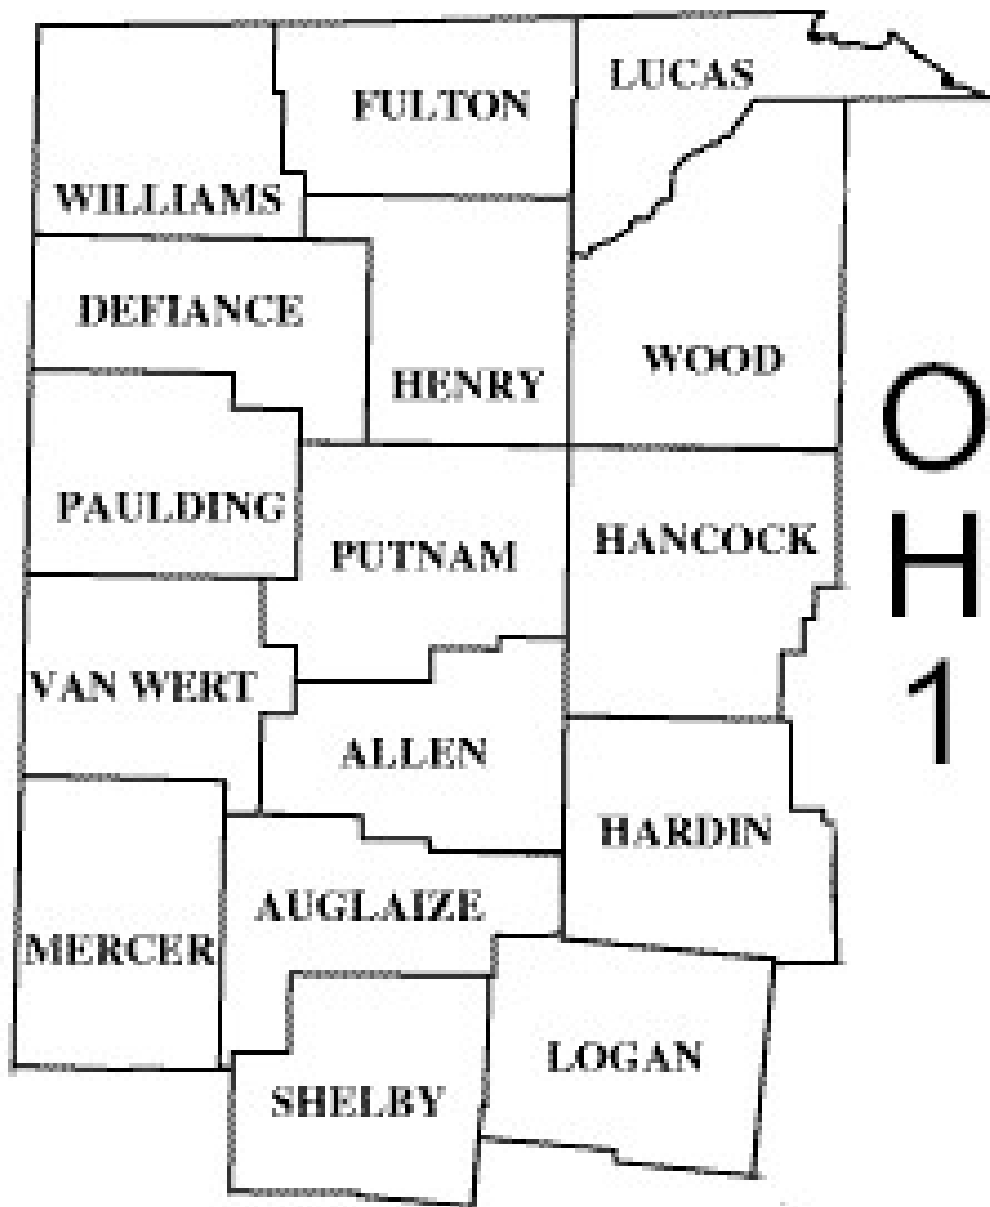 LUCAS
FULTON
WILLIAMS
DEFIANCE
HENRY
WOOD
PAULDING
PUTNAM
HANCOCK
VAN WERT
ALLEN
HARDIN
AUGLAIZE
MERCER
LOGAN
SHELBY
O
H
1